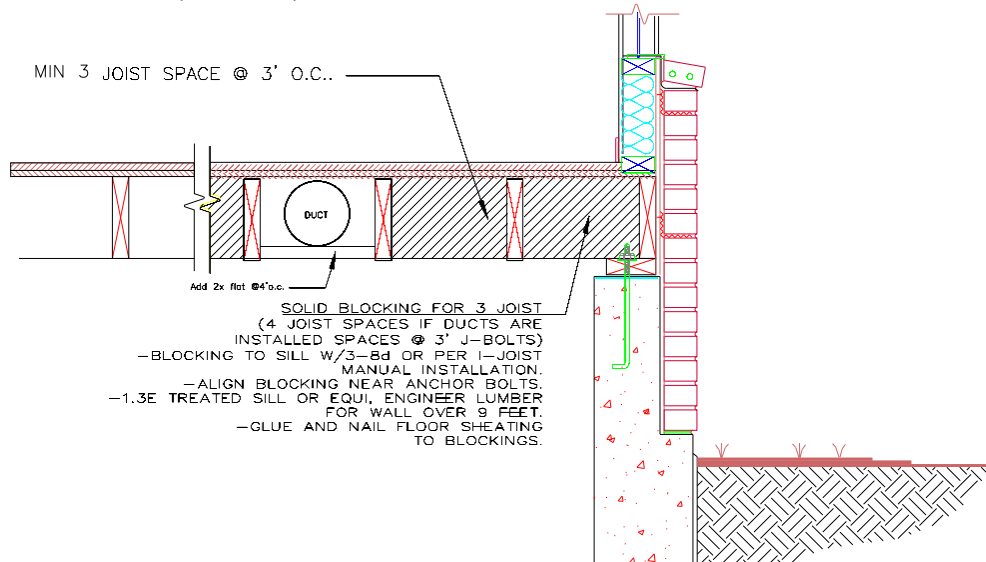 MIN 3 JOIST SPACE @ 3' O.C..
DUCT
Add 2x flat @4'o.c.
SOLID BLOCKING FOR 3 JOIST
(4 JOIST SPACES IF DUCTS ARE
INSTALLED SPACES @ 3' J-BOLTS)
-BLOCKING TO SILL W/3-8d OR PER I-JOIST
MANUAL INSTALLATION.
-ALIGN BLOCKING NEAR ANCHOR BOLTS.
-1.3E TREATED SILL OR EQUI, ENGINEER LUMBER
FOR WALL OVER 9 FEET.
-GLUE AND NAIL FLOOR SHEATING
TO BLOCKINGS.